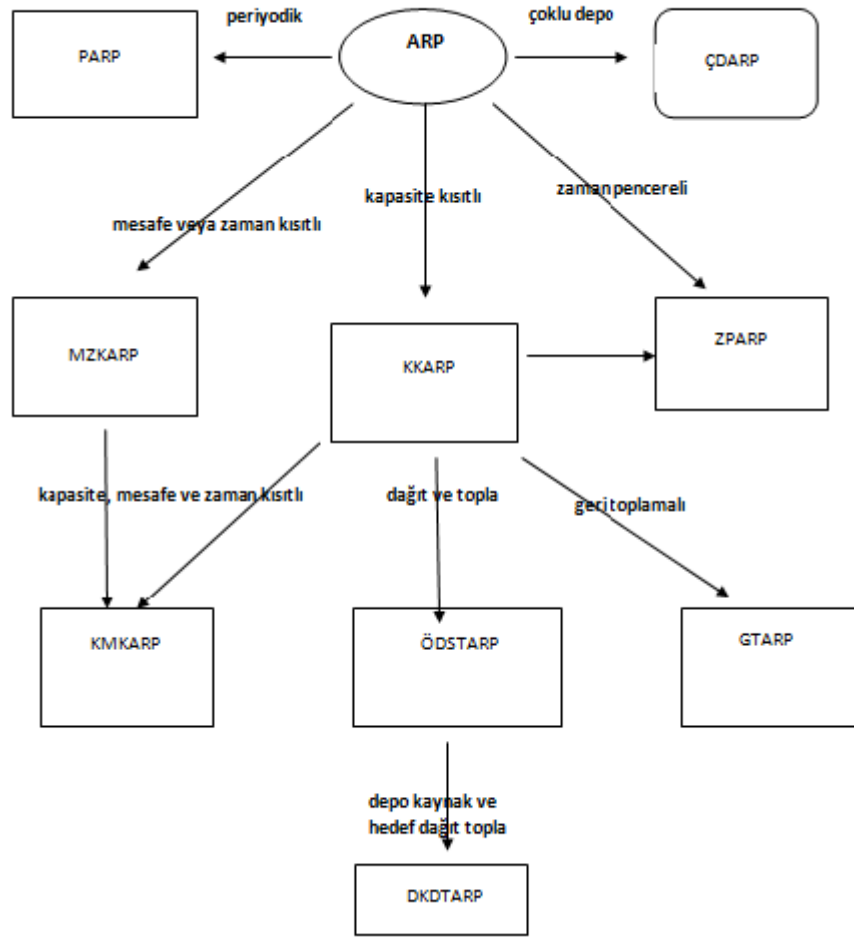 periyodik
ARP
çoklu depo
PARP
ÇDARP
mesafe veya zaman kısıtlı
kapasite kısıtlı
zaman pencereli
MZKARP
KKARP
ZPARP
kapasite, mesafe ve zaman kısıtlı
dağıt ve topla
geri toplamalı
KMKARP
ÖDSTARP
GTARP
depo kaynak ve
hedef dağıt topla
DKDTARP